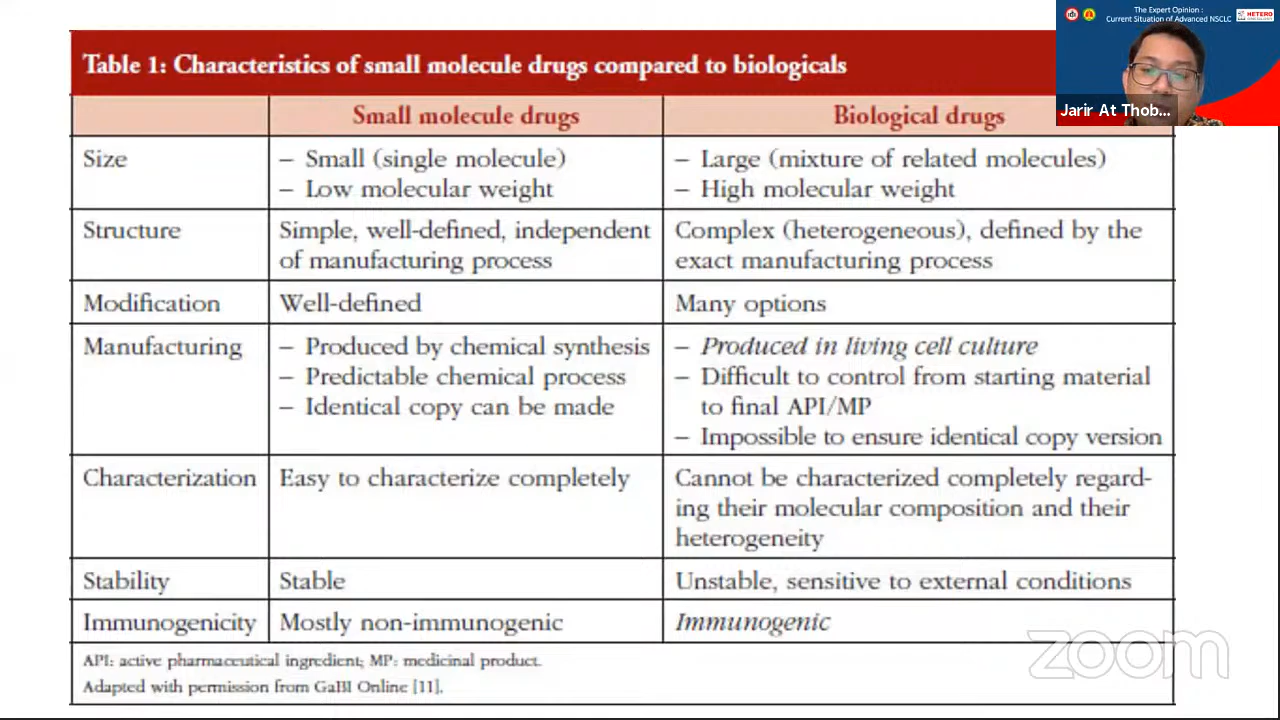 The Expert Opinion :
Current Situation of Advanced NSCLC
HETERO
Jarir At Thob...
Table 1: Characteristics of small molecule drugs compared to biologicals
Small molecule drugs
Biological drugs
Size
– Small (single molecule)
– Low molecular weight
– Large (mixture of related molecules)
– High molecular weight
Structure
Simple, well-defined, independent
of manufacturing process
Complex (heterogeneous), defined by the
exact manufacturing process
Modification
Well-defined
Many options
Manufacturing
– Produced by chemical synthesis
– Predictable chemical process
– Identical copy can be made
– Produced in living cell culture
– Difficult to control from starting material
to final API/MP
– Impossible to ensure identical copy version
Characterization
Easy to characterize completely
Cannot be characterized completely regard-
ing their molecular composition and their
heterogeneity
Stability
Stable
Unstable, sensitive to external conditions
Immunogenicity
Mostly non-immunogenic
Immunogenic
API: active pharmaceutical ingredient; MP: medicinal product.
Adapted with permission from GaBI Online [11].
zoom